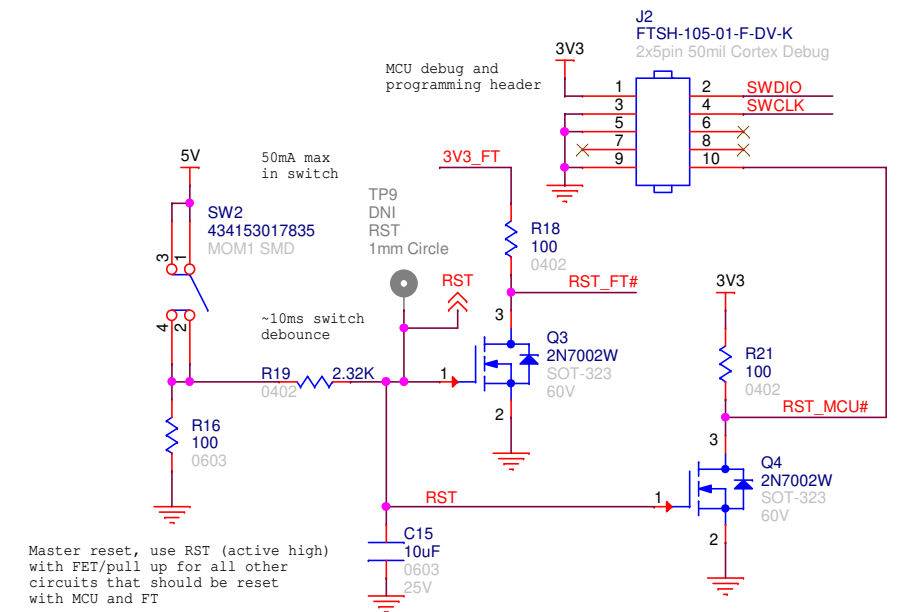 J2
FTSH-105-01-F-DV-K
2x5pin 50mil Cortex Debug
3V3
MCU debug and
programming header
1
2
SWDIO
3
4
SWCLK
5
6
7
8
9
10
5V
50mA max
in switch
3V3_FT
TP9
DNI
RST
1mm Circle
SW2
434153017835
MOM1 SMD
3
1
4
2
R18
100
0402
RST
RST_FT#
3V3
~10ms switch
debounce
3
Q3
2N7002W
SOT-323
60V
1
2
R19
2.32K
0402
R21
100
0402
RST_MCU#
R16
100
0603
3
Q4
2N7002W
SOT-323
60V
RST
1
2
C15
10uF
0603
25V
Master reset, use RST (active high)
with FET/pull up for all other
circuits that should be reset
with MCU and FT